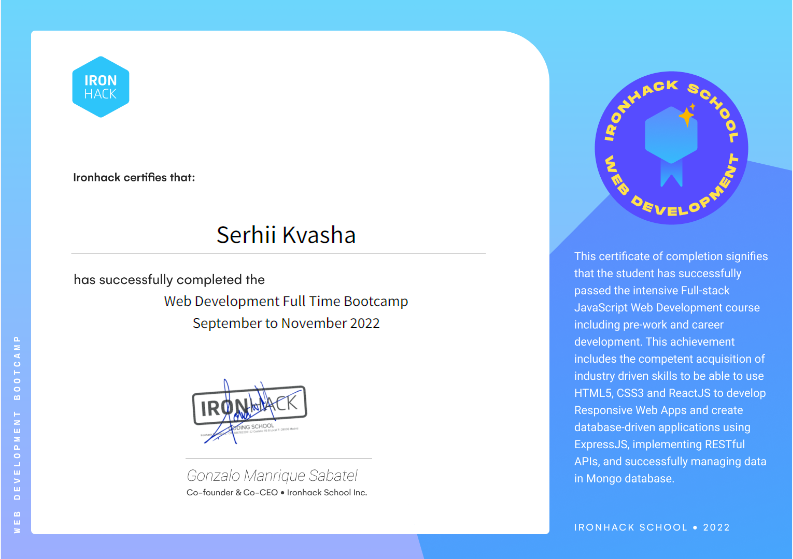 IRON
HACK
Ironhack certifies that:
Serhii Kvasha
has successfully completed the
Web Development Full Time Bootcamp
September to November 2022
IRONHACK
CODING SCHOOL
Gonzalo Manrique Sabatel
Co-founder & Co-CEO • Ironhack School Inc.
WEB DEVELOPMENT BOOTCAMP
IRONHACK SCHOOL
WEB DEVELOPMENT
This certificate of completion signifies
that the student has successfully
passed the intensive Full-stack
JavaScript Web Development course
including pre-work and career
development. This achievement
includes the competent acquisition of
industry driven skills to be able to use
HTML5, CSS3 and ReactJS to develop
Responsive Web Apps and create
database-driven applications using
ExpressJS, implementing RESTful
APIs, and successfully managing data
in Mongo database.
IRONHACK SCHOOL • 2022